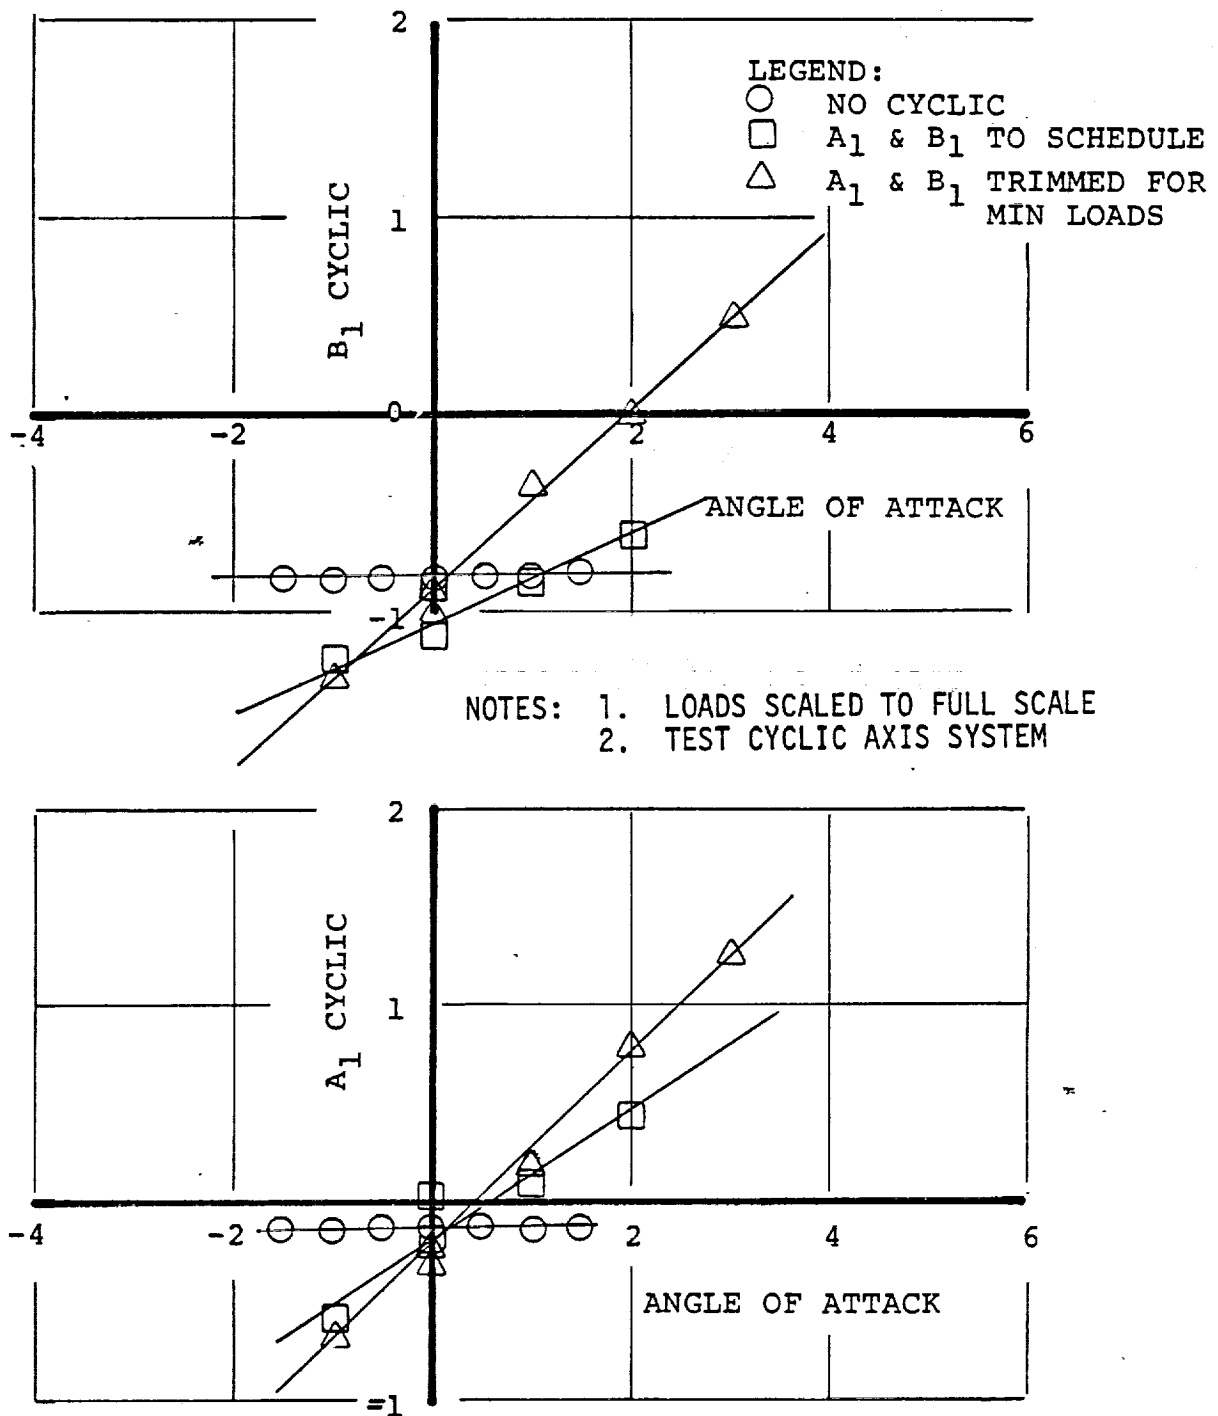 2
LEGEND:
NO CYCLIC
A1 & B1 TO SCHEDULE
A1 & B1 TRIMMED FOR
MIN LOADS
1
B1 CYCLIC
0
-4 -2 2 4 6
ANGLE OF ATTACK
-1
NOTES: 1. LOADS SCALED TO FULL SCALE
2. TEST CYCLIC AXIS SYSTEM
2
1
A1 CYCLIC
-4 -2 2 4 6
ANGLE OF ATTACK
=1